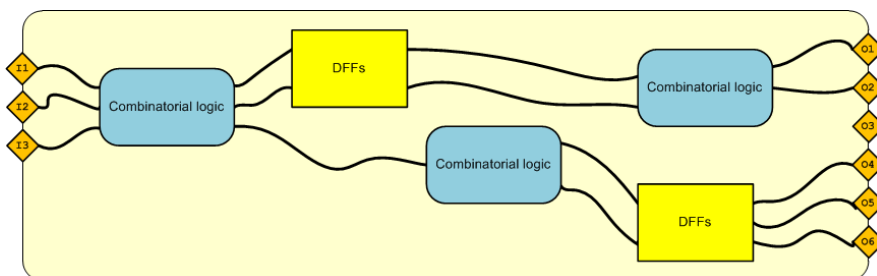 I1
I2
I3
Combinatorial logic
DFFs
Combinatorial logic
Combinatorial logic
DFFs
O1
O2
O3
O4
O5
O6